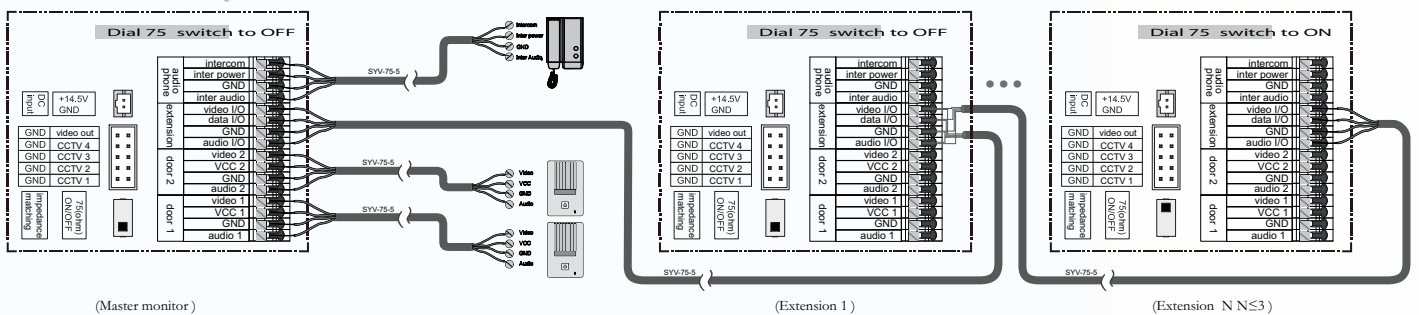 Dial 75 switch to OFF
audio phone
intercom
inter power
GND
inter audio
extension
video I/O
data I/O
GND
audio I/O
door 2
video 2
VCC 2
GND
audio 2
door 1
video 1
VCC 1
GND
audio 1
DC input
+14.5V
GND
GND video out
GND CCTV 4
GND CCTV 3
GND CCTV 2
GND CCTV 1
impedance matching
75(ohm) ON/OFF
SYV-75-5
Intercom
Inter power
GND
Inter Audio
SYV-75-5
Video
VCC
GND
Audio
SYV-75-5
Video
VCC
GND
Audio
(Master monitor )
Dial 75 switch to OFF
audio phone
intercom
inter power
GND
inter audio
extension
video I/O
data I/O
GND
audio I/O
door 2
video 2
VCC 2
GND
audio 2
door 1
video 1
VCC 1
GND
audio 1
DC input
+14.5V
GND
GND video out
GND CCTV 4
GND CCTV 3
GND CCTV 2
GND CCTV 1
impedance matching
75(ohm) ON/OFF
SYV-75-5
(Extension 1 )
Dial 75 switch to ON
audio phone
intercom
inter power
GND
inter audio
extension
video I/O
data I/O
GND
audio I/O
door 2
video 2
VCC 2
GND
audio 2
door 1
video 1
VCC 1
GND
audio 1
DC input
+14.5V
GND
GND video out
GND CCTV 4
GND CCTV 3
GND CCTV 2
GND CCTV 1
impedance matching
75(ohm) ON/OFF
SYV-75-5
(Extension N N≤3 )